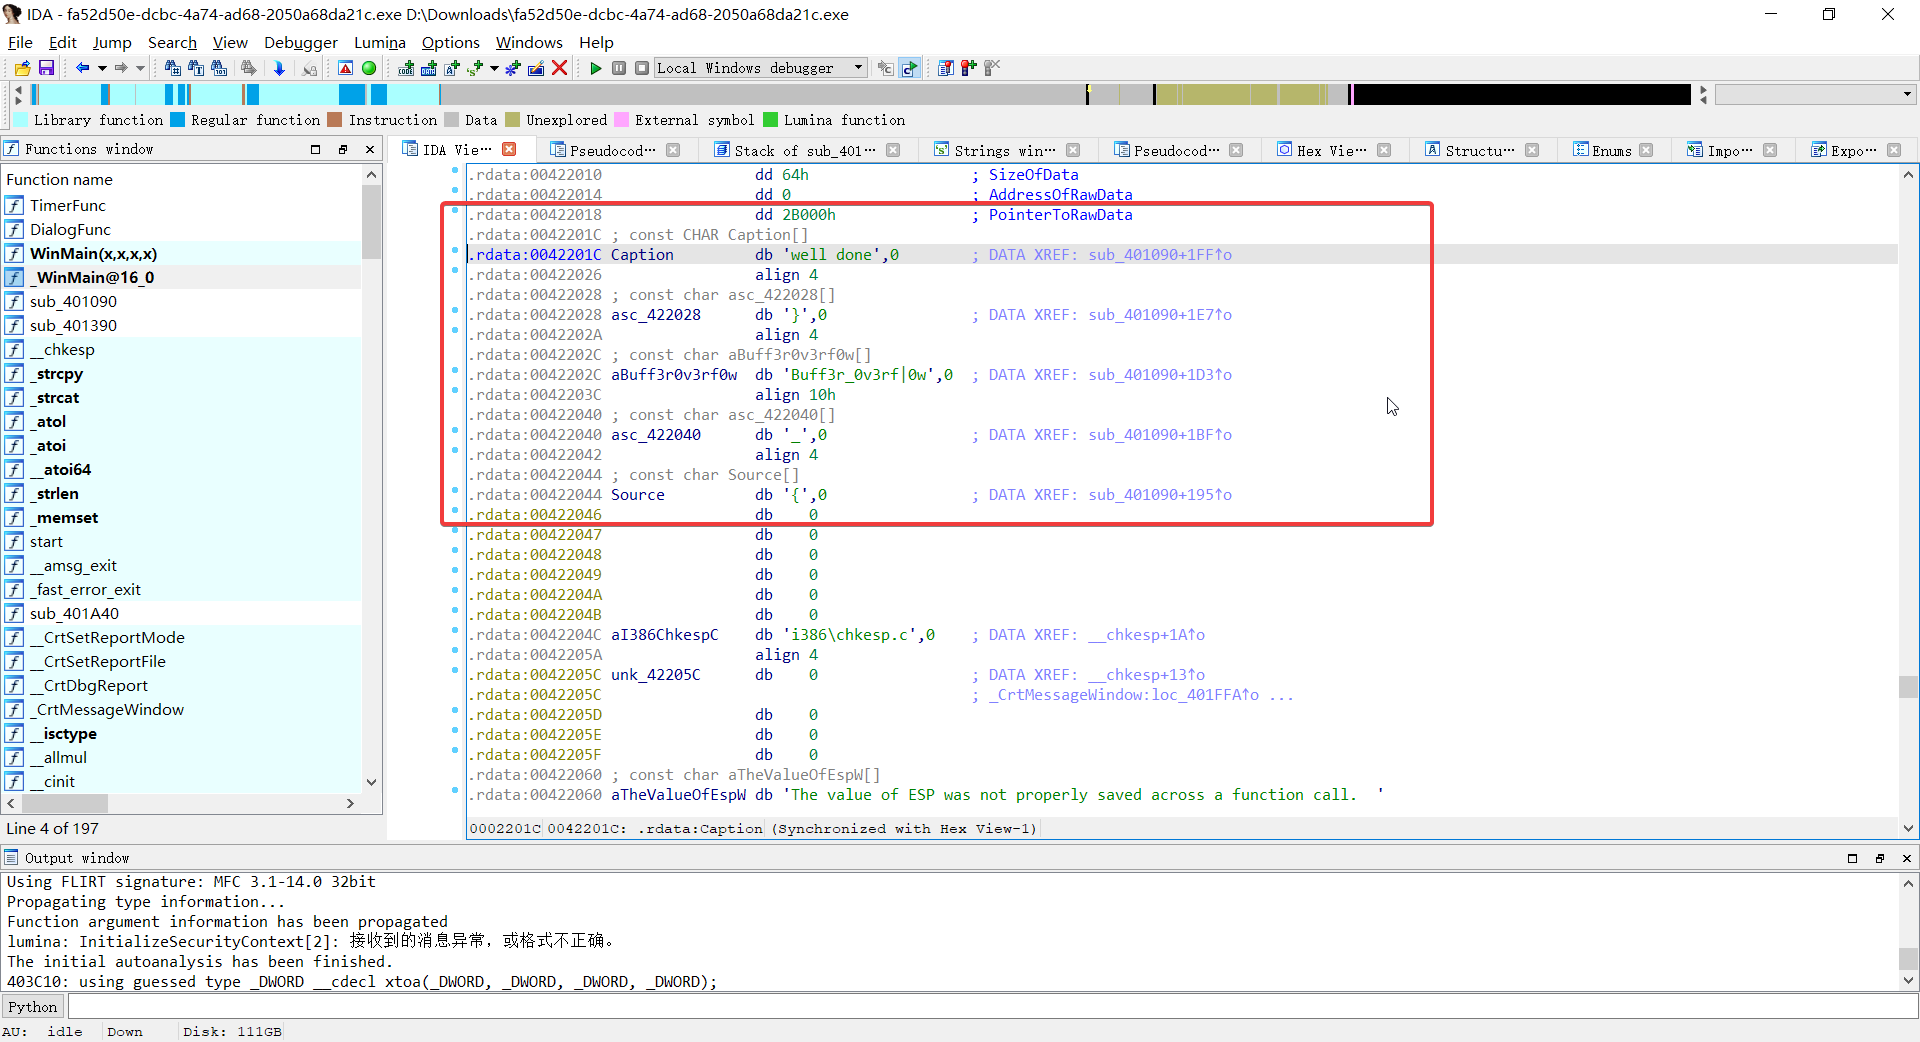 IDA - fa52d50e-dcbc-4a74-ad68-2050a68da21c.exe D:\Downloads\fa52d50e-dcbc-4a74-ad68-2050a68da21c.exe
File Edit Jump Search View Debugger Lumina Options Windows Help
Local Windows debugger
Library function Regular function Instruction Data Unexplored External symbol Lumina function
Functions window
IDA Vie··· Pseudocod··· Stack of sub_401··· Strings win··· Pseudocod··· Hex Vie··· Structu··· Enums Impo··· Expo···
Function name
TimerFunc
DialogFunc
WinMain(x,x,x,x)
_WinMain@16_0
sub_401090
sub_401390
__chkesp
_strcpy
_strcat
_atol
_atoi
__atoi64
_strlen
_memset
start
__amsg_exit
_fast_error_exit
sub_401A40
__CrtSetReportMode
__CrtSetReportFile
__CrtDbgReport
_CrtMessageWindow
__isctype
__allmul
__cinit
Line 4 of 197
.rdata:00422010 dd 64h ; SizeOfData
.rdata:00422014 dd 0 ; AddressOfRawData
.rdata:00422018 dd 2B000h ; PointerToRawData
.rdata:0042201C ; const CHAR Caption[]
.rdata:0042201C Caption db 'well done',0 ; DATA XREF: sub_401090+1FF↑o
.rdata:00422026 align 4
.rdata:00422028 ; const char asc_422028[]
.rdata:00422028 asc_422028 db '}',0 ; DATA XREF: sub_401090+1E7↑o
.rdata:0042202A align 4
.rdata:0042202C ; const char aBuff3r0v3rf0w[]
.rdata:0042202C aBuff3r0v3rf0w db 'Buff3r_0v3rf|0w',0 ; DATA XREF: sub_401090+1D3↑o
.rdata:0042203C align 10h
.rdata:00422040 ; const char asc_422040[]
.rdata:00422040 asc_422040 db '_',0 ; DATA XREF: sub_401090+1BF↑o
.rdata:00422042 align 4
.rdata:00422044 ; const char Source[]
.rdata:00422044 Source db '{',0 ; DATA XREF: sub_401090+195↑o
.rdata:00422046 db 0
.rdata:00422047 db 0
.rdata:00422048 db 0
.rdata:00422049 db 0
.rdata:0042204A db 0
.rdata:0042204B db 0
.rdata:0042204C aI386ChkespC db 'i386\chkesp.c',0 ; DATA XREF: __chkesp+1A↑o
.rdata:0042205A align 4
.rdata:0042205C unk_42205C db 0 ; DATA XREF: __chkesp+13↑o
.rdata:0042205C ; _CrtMessageWindow:loc_401FFA↑o ...
.rdata:0042205D db 0
.rdata:0042205E db 0
.rdata:0042205F db 0
.rdata:00422060 ; const char aTheValueOfEspW[]
.rdata:00422060 aTheValueOfEspW db 'The value of ESP was not properly saved across a function call.  '
0002201C 0042201C: .rdata:Caption (Synchronized with Hex View-1)
Output window
Using FLIRT signature: MFC 3.1-14.0 32bit
Propagating type information...
Function argument information has been propagated
lumina: InitializeSecurityContext[2]: 接收到的消息异常，或格式不正确。
The initial autoanalysis has been finished.
403C10: using guessed type _DWORD __cdecl xtoa(_DWORD, _DWORD, _DWORD, _DWORD);
Python
AU: idle Down Disk: 111GB